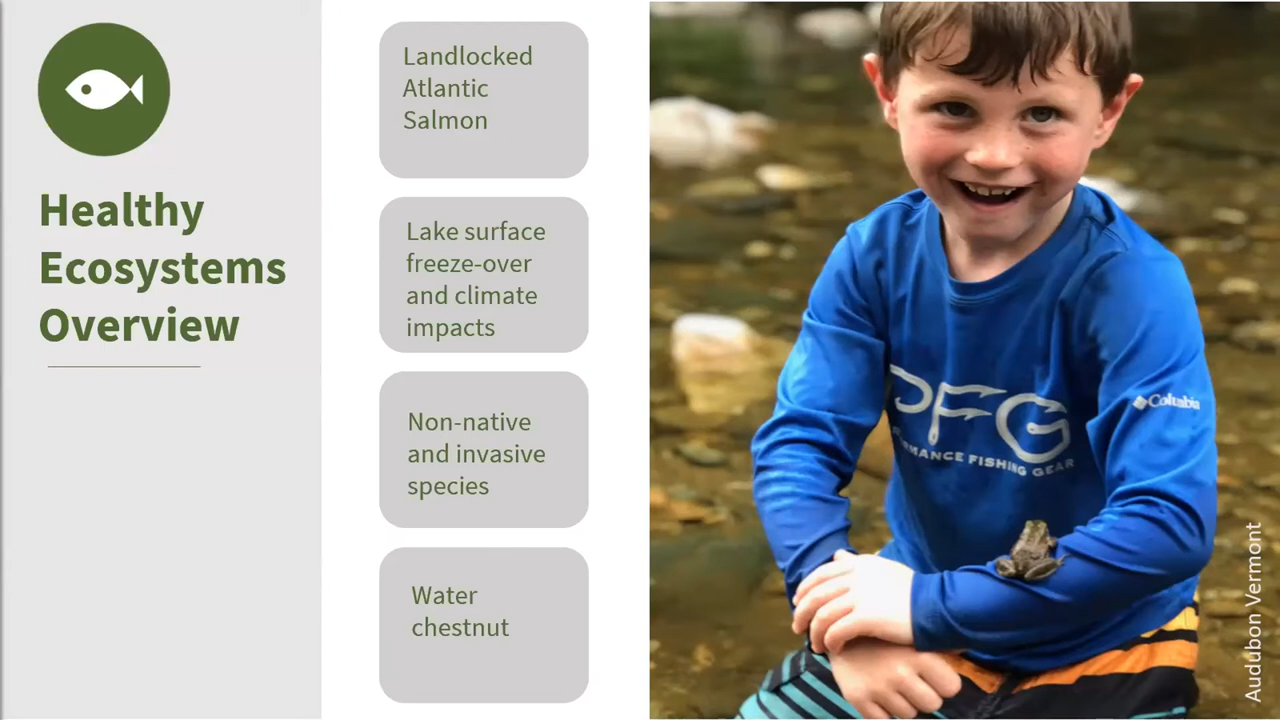 Healthy
Ecosystems
Overview
Landlocked
Atlantic
Salmon
Lake surface
freeze-over
and climate
impacts
Non-native
and invasive
species
Water
chestnut
PFG
RMANCE FISHING GEAR
Columbia
Audubon Vermont